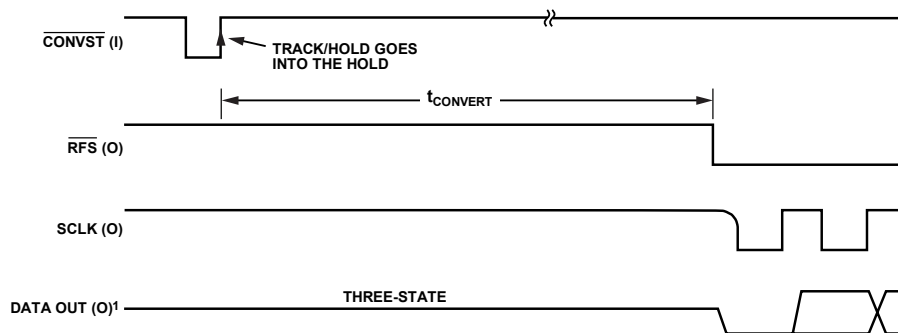 CONVST (I)
TRACK/HOLD GOES
INTO THE HOLD
tCONVERT
RFS (O)
SCLK (O)
THREE-STATE
DATA OUT (O)1